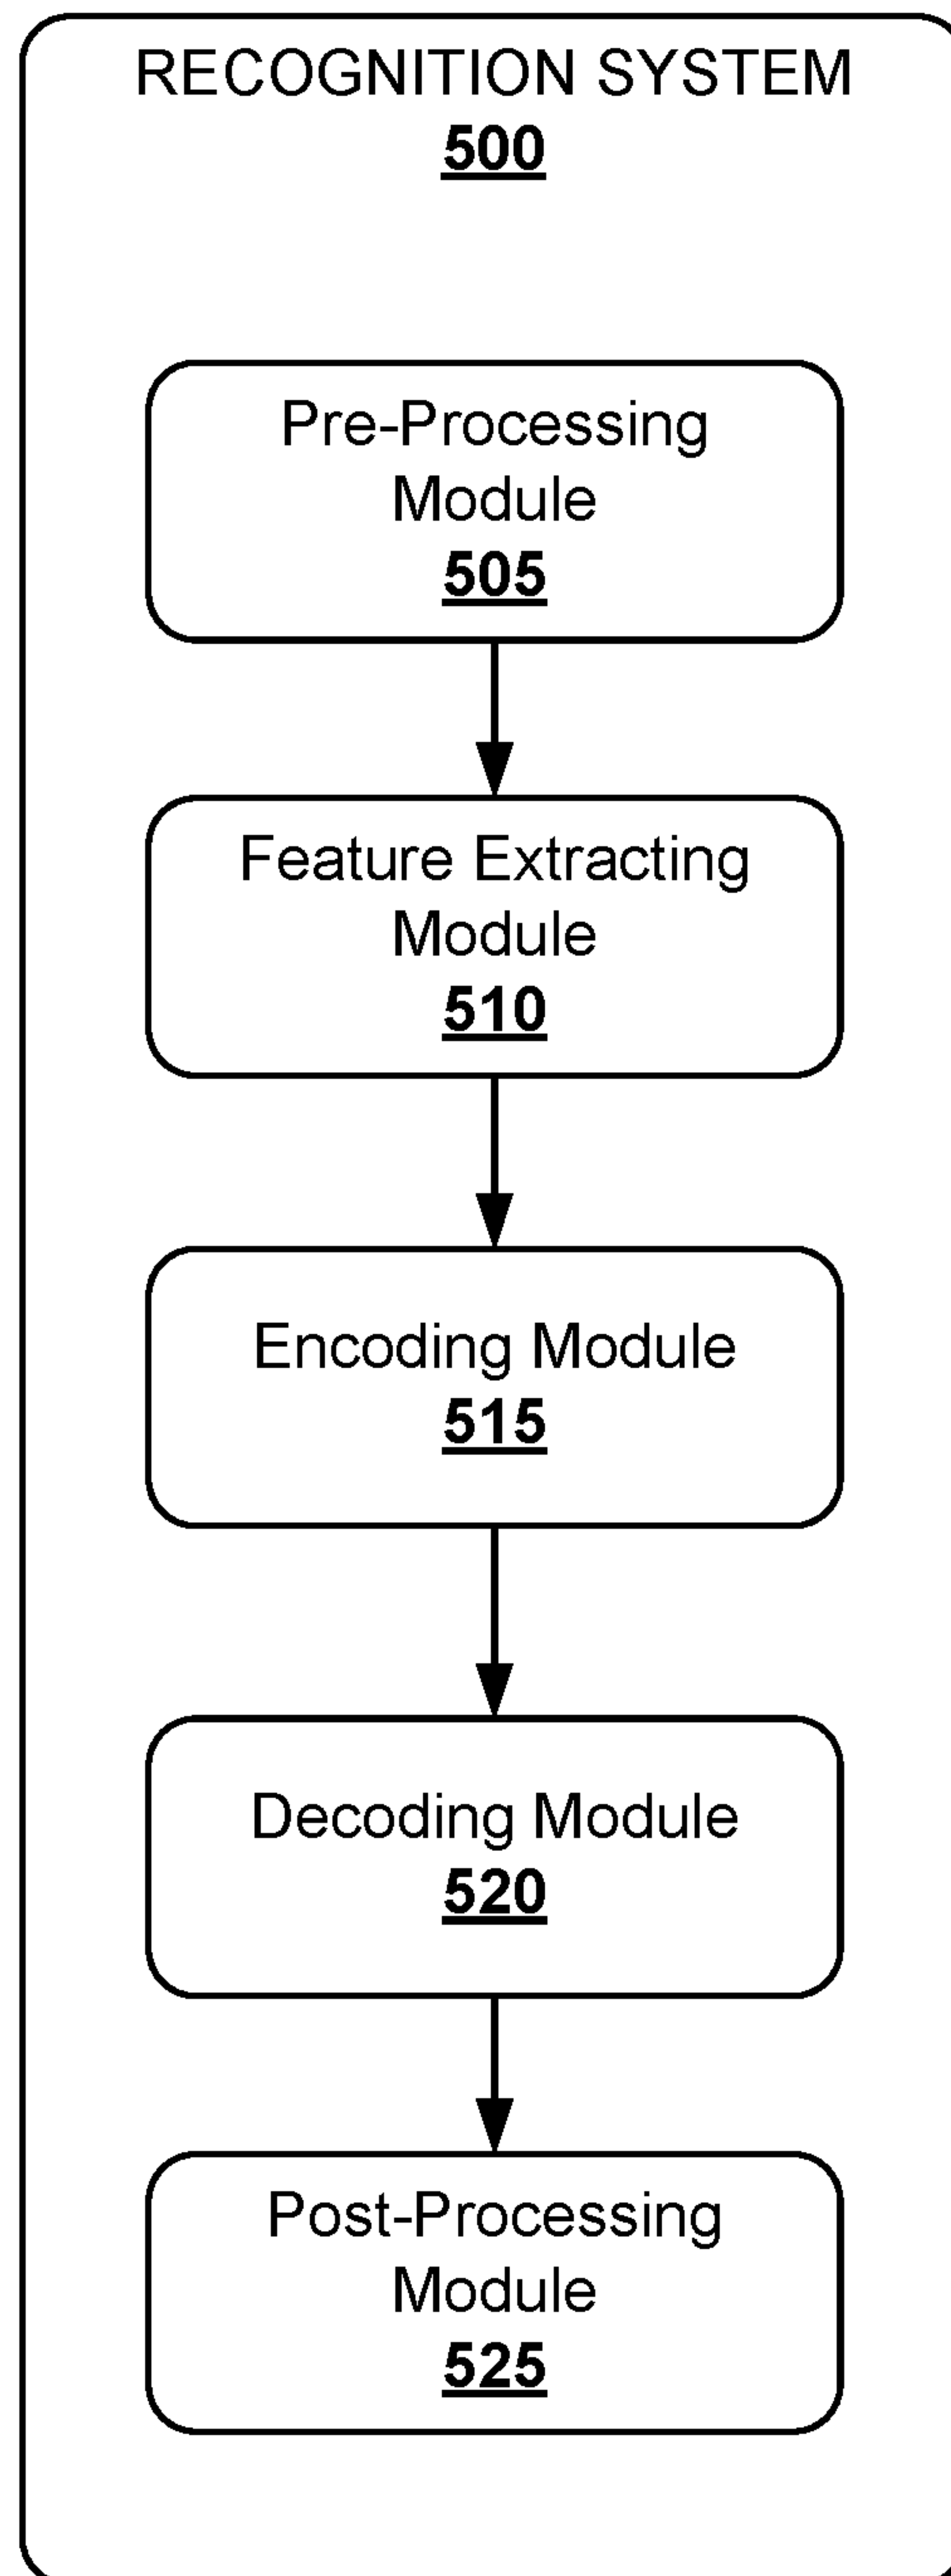 RECOGNITION SYSTEM
500
Pre-Processing
Module
505
Feature Extracting
Module
510
Encoding Module
515
Decoding Module
520
Post-Processing
Module
525